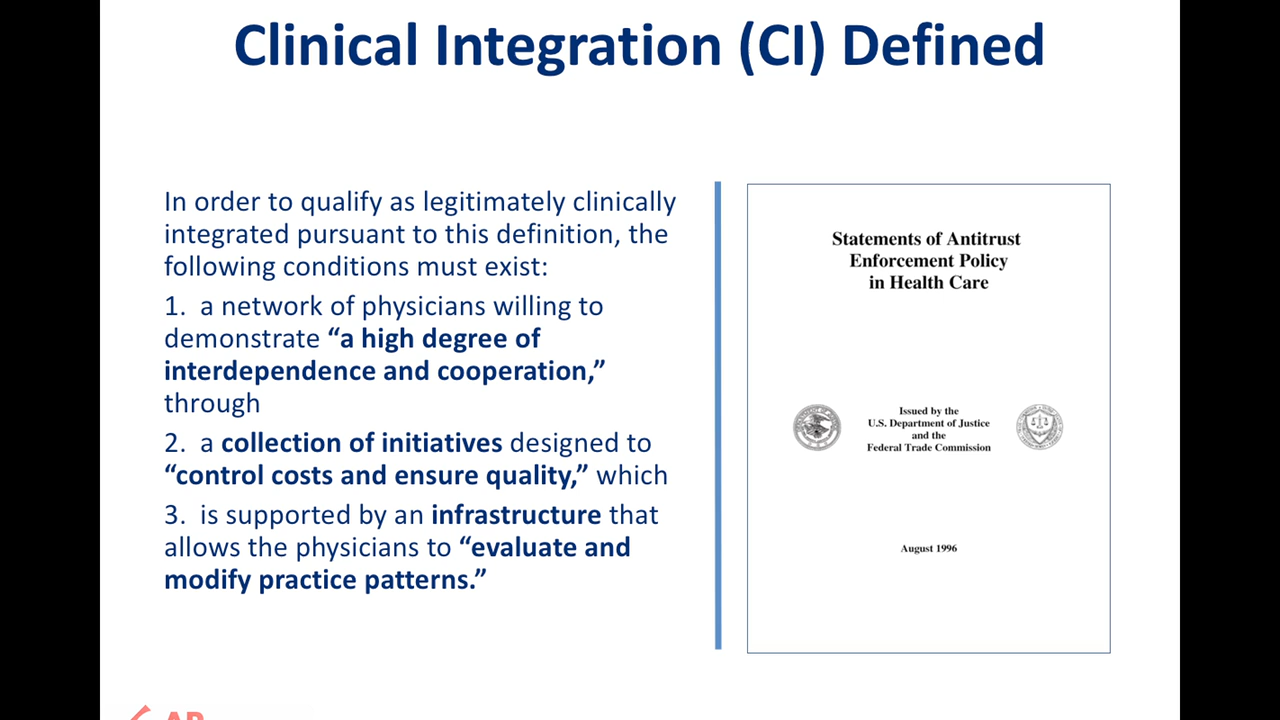 Clinical Integration (CI) Defined
In order to qualify as legitimately clinically
integrated pursuant to this definition, the
following conditions must exist:
1. a network of physicians willing to
demonstrate “a high degree of
interdependence and cooperation,”
through
2. a collection of initiatives designed to
“control costs and ensure quality,” which
3. is supported by an infrastructure that
allows the physicians to “evaluate and
modify practice patterns.”
Statements of Antitrust
Enforcement Policy
in Health Care
Issued by the
U.S. Department of Justice
and the
Federal Trade Commission
August 1996